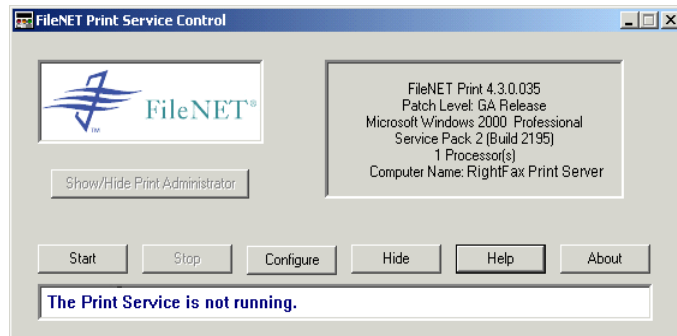 FileNET Print Service Control
FileNET®
TM
FileNET Print 4.3.0.035
Patch Level: GA Release
Microsoft Windows 2000 Professional
Service Pack 2 (Build 2195)
1 Processor(s)
Computer Name: RightFax Print Server
Show/Hide Print Administrator
Start Stop Configure Hide Help About
The Print Service is not running.